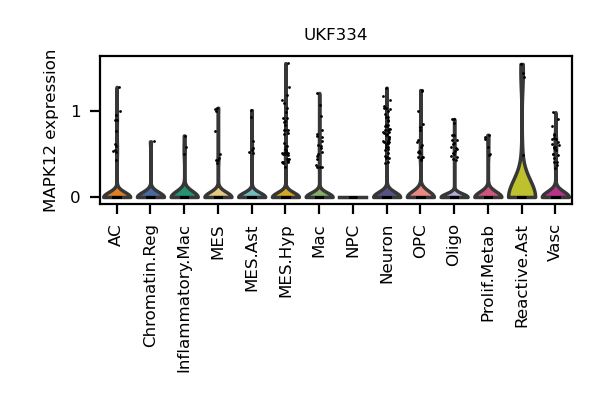 UKF334
MAPK12 expression
1
0
AC
Chromatin.Reg
Inflammatory.Mac
MES
MES.Ast
MES.Hyp
Mac
NPC
Neuron
OPC
Oligo
Prolif.Metab
Reactive.Ast
Vasc